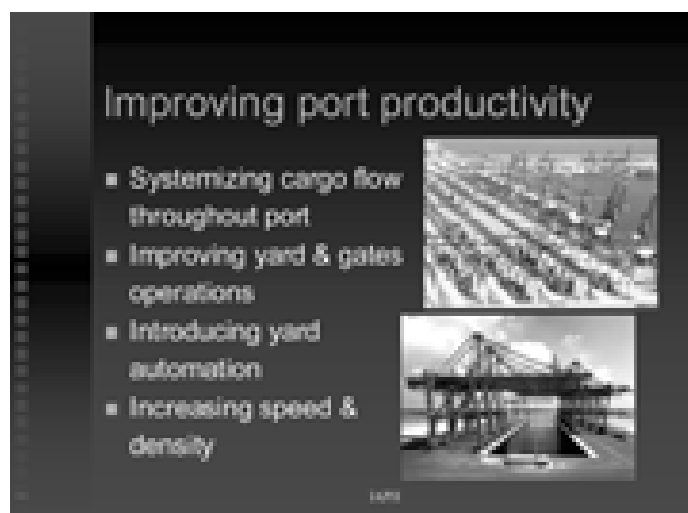 Improving port productivity
Systemizing cargo flow
throughout port
Improving yard & gates
operations
Introducing yard
automation
Increasing speed &
density